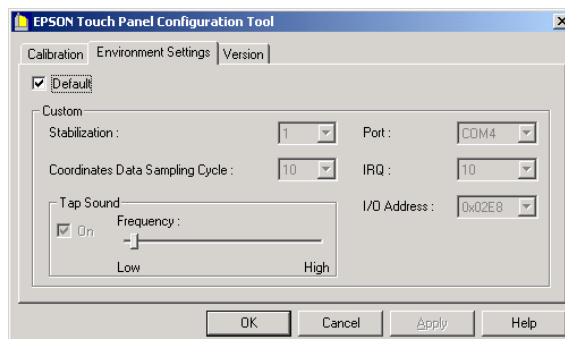 EPSON Touch Panel Configuration Tool
Calibration Environment Settings Version
Default
Custom
Stabilization : 1 Port : COM4
Coordinates Data Sampling Cycle : 10 IRQ : 10
Tap Sound I/O Address : 0x02E8
On Frequency :
Low High
OK Cancel Apply Help